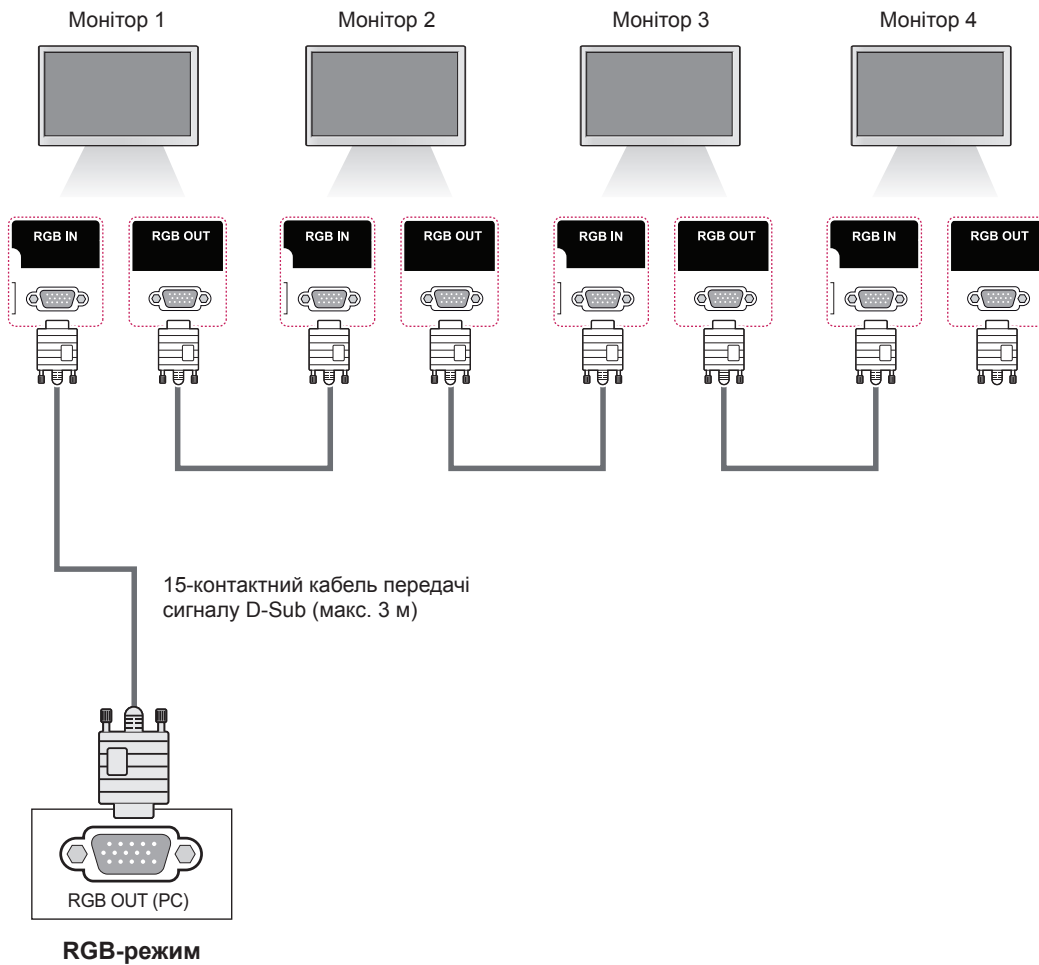 Монітор 1
Монітор 2
Монітор 3
Монітор 4
RGB IN
RGB OUT
RGB IN
RGB OUT
RGB IN
RGB OUT
RGB IN
RGB OUT
15-контактний кабель передачі
сигналу D-Sub (макс. 3 м)
RGB OUT (PC)
RGB-режим